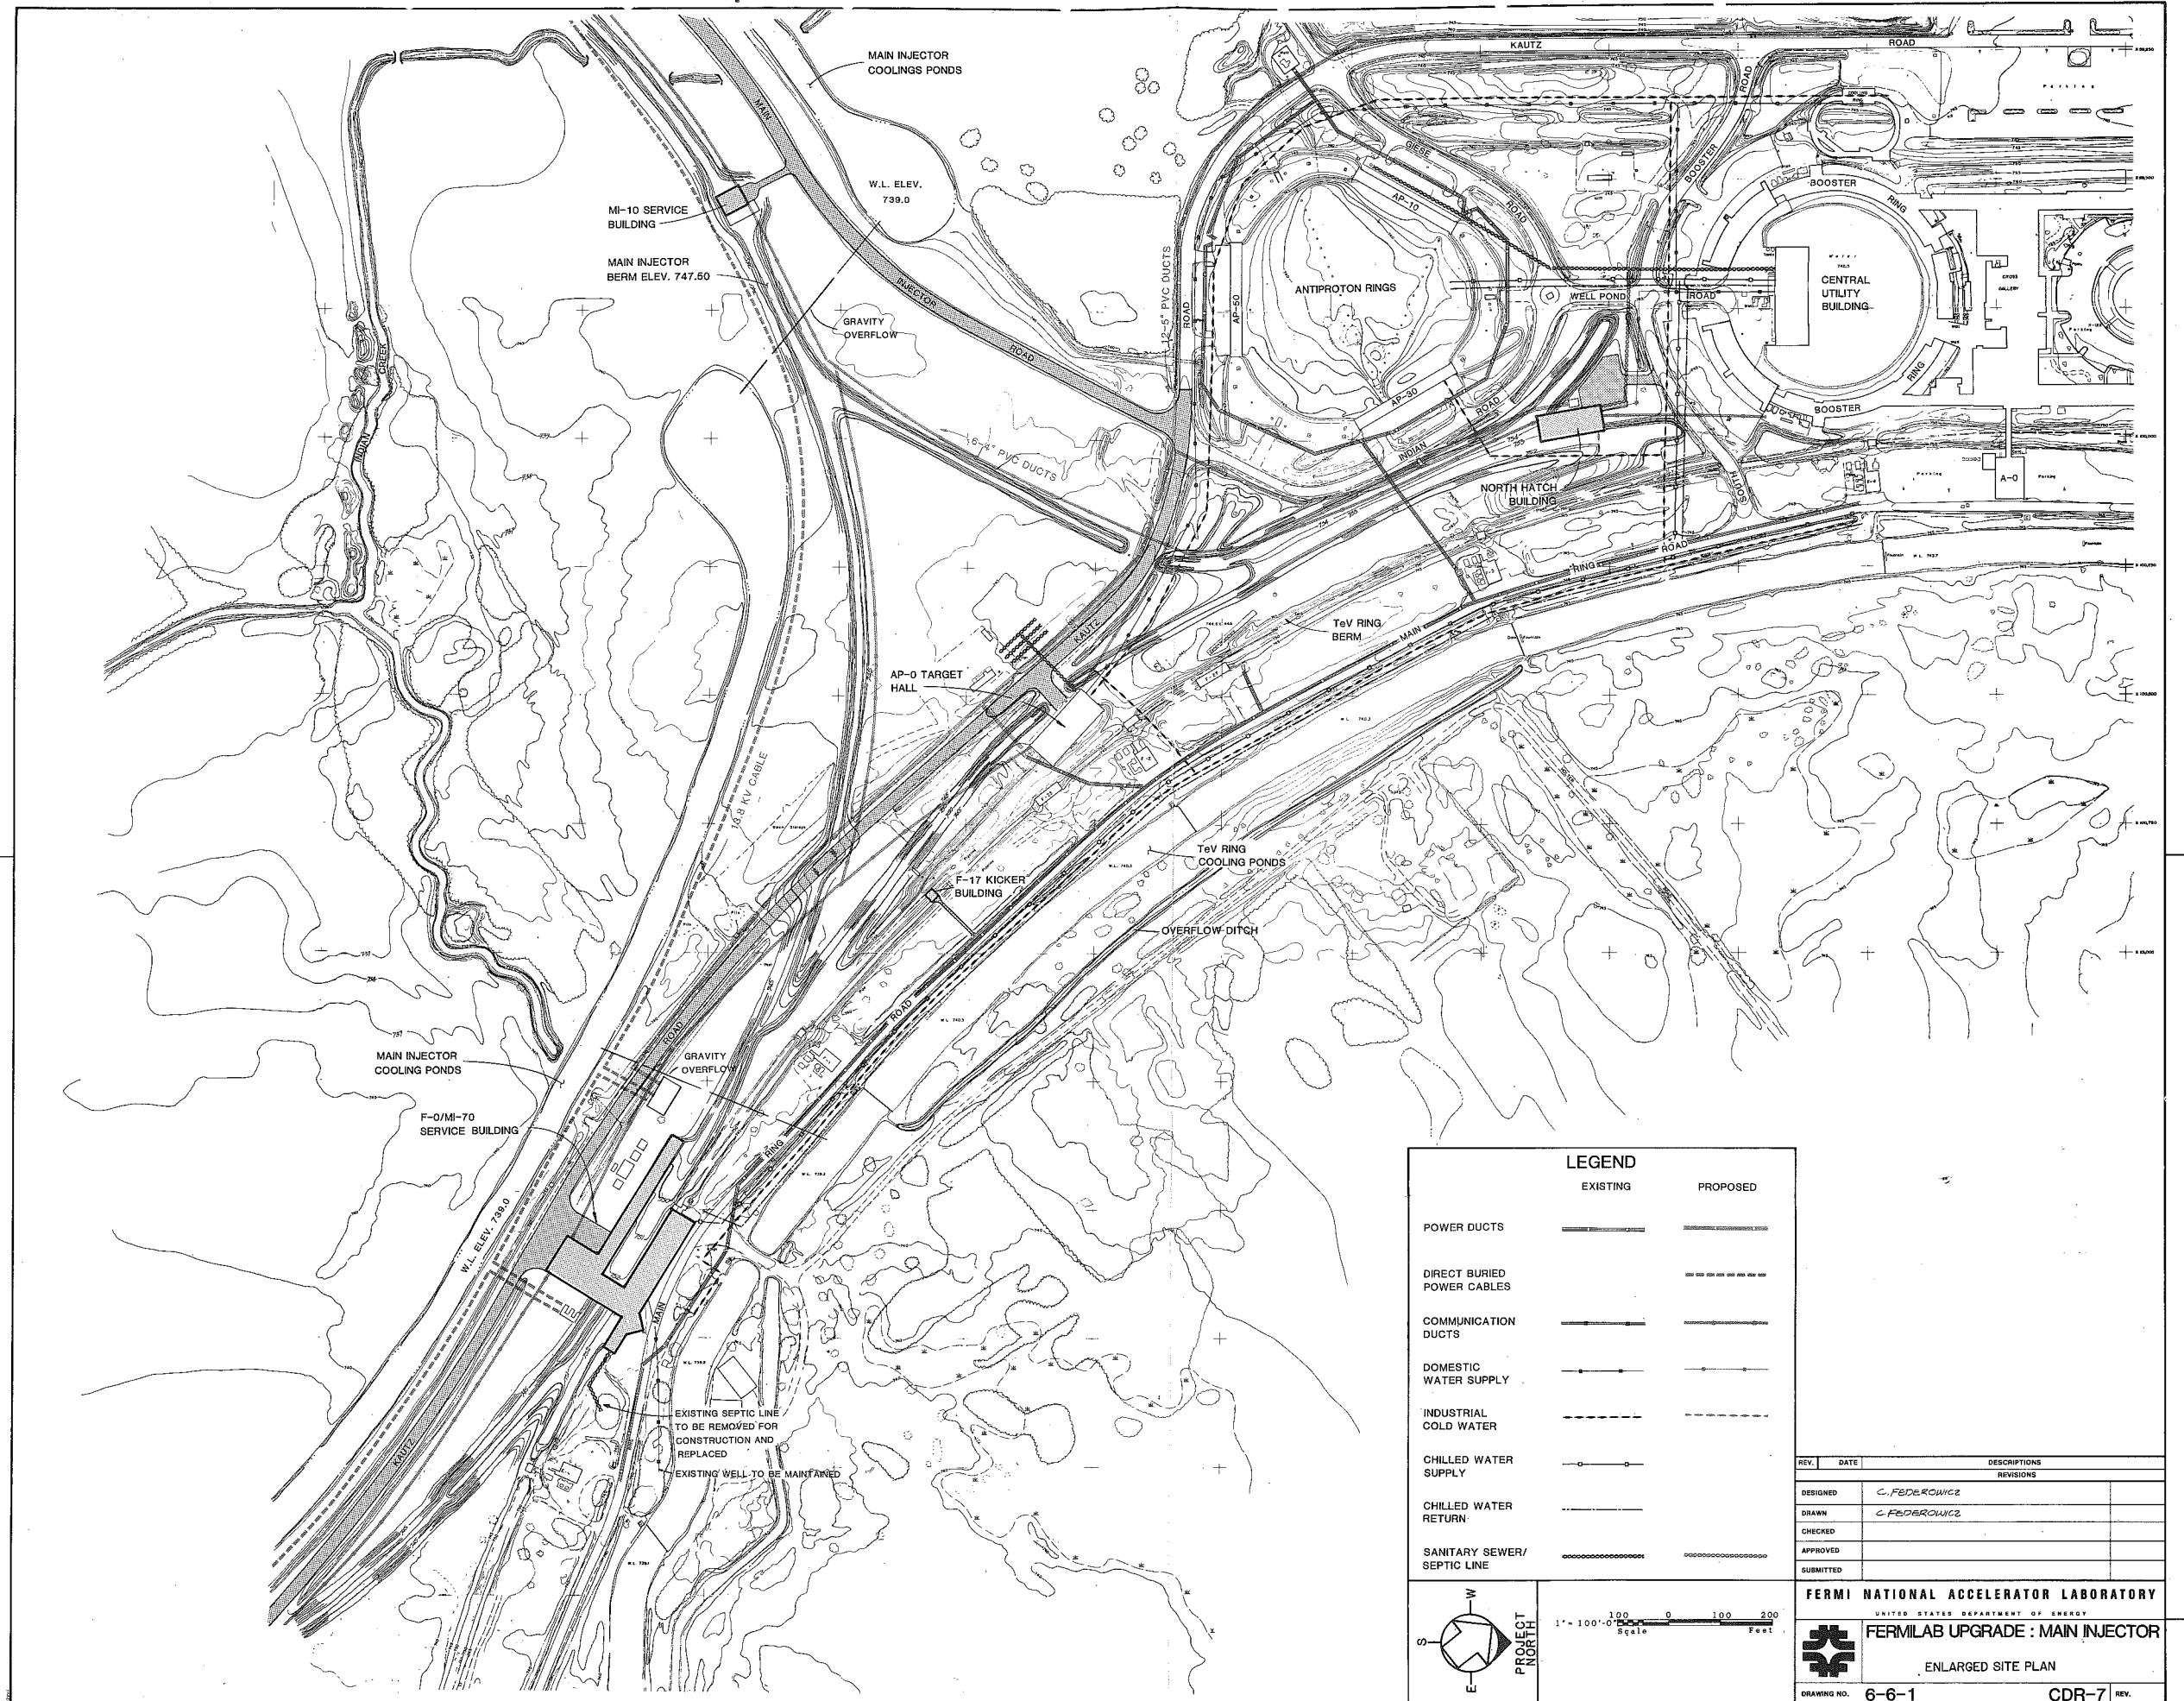 MAIN INJECTOR
COOLINGS PONDS
KAUTZ
ROAD
MAIN
ROAD
Parking
W.L. ELEV.
739.0
GIESE
ROAD
BOOSTER
BOOSTER
RING
MI-10 SERVICE
BUILDING
AP-10
MAIN INJECTOR
BERM ELEV. 747.50
12-5" PVC DUCTS
ROAD
AP-50
ANTIPROTON RINGS
WELL POND
ROAD
Water
CENTRAL
UTILITY
BUILDING
CROSS
GALLERY
INJECTOR
GRAVITY
OVERFLOW
ROAD
Parking
INDIAN
CREEK
RING
AP-30
ROAD
BOOSTER
6-4" PVC DUCTS
INDIAN
NORTH HATCH
BUILDING
SOUTH
Parking
A-0
Parking
ROAD
RING
MAIN
TeV RING
BERM
KAUTZ
AP-0 TARGET
HALL
13.8 KV CABLE
TeV RING
COOLING PONDS
F-17 KICKER
BUILDING
OVERFLOW DITCH
ROAD
ROAD
MAIN INJECTOR
COOLING PONDS
GRAVITY
OVERFLOW
F-0/MI-70
SERVICE BUILDING
RING
W.L. ELEV. 739.0
MAIN
EXISTING SEPTIC LINE
TO BE REMOVED FOR
CONSTRUCTION AND
REPLACED
EXISTING WELL TO BE MAINTAINED
KAUTZ
LEGEND
EXISTING PROPOSED
POWER DUCTS
DIRECT BURIED
POWER CABLES
COMMUNICATION
DUCTS
DOMESTIC
WATER SUPPLY
INDUSTRIAL
COLD WATER
CHILLED WATER
SUPPLY
CHILLED WATER
RETURN
SANITARY SEWER/
SEPTIC LINE
W
S
E
PROJECT
NORTH
1"= 100'-0"
100 0 100 200
Scale Feet
REV. DATE DESCRIPTIONS
REVISIONS
DESIGNED C. FEDEROWICZ
DRAWN C. FEDEROWICZ
CHECKED
APPROVED
SUBMITTED
FERMI NATIONAL ACCELERATOR LABORATORY
UNITED STATES DEPARTMENT OF ENERGY
FERMILAB UPGRADE : MAIN INJECTOR
ENLARGED SITE PLAN
DRAWING NO. 6-6-1 CDR-7 REV.